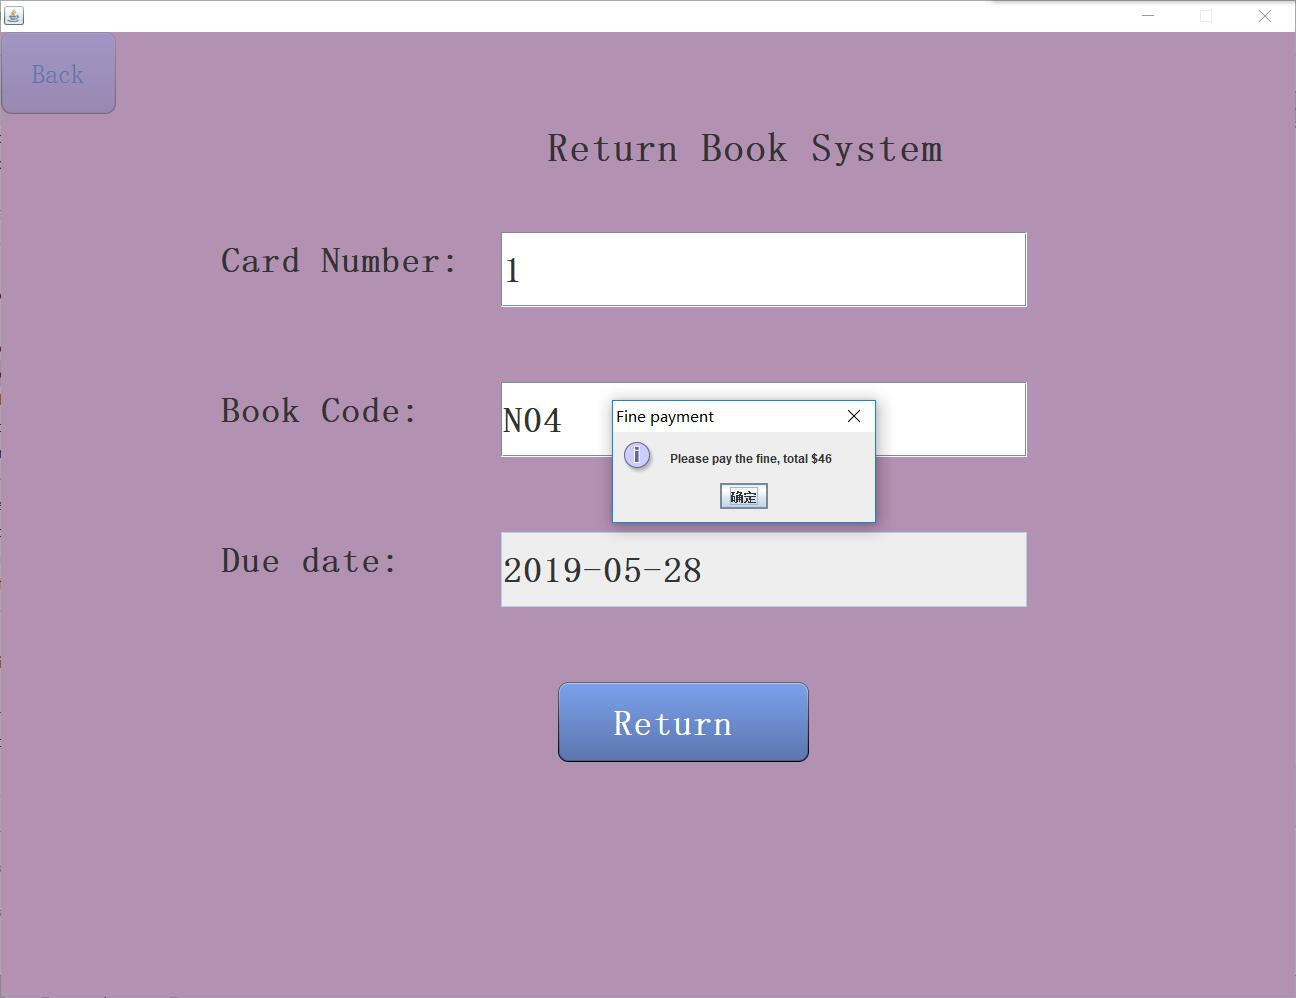 Back
Return Book System
Card Number:
1
Book Code:
N04
Fine payment
Please pay the fine, total $46
确定
Due date:
2019-05-28
Return